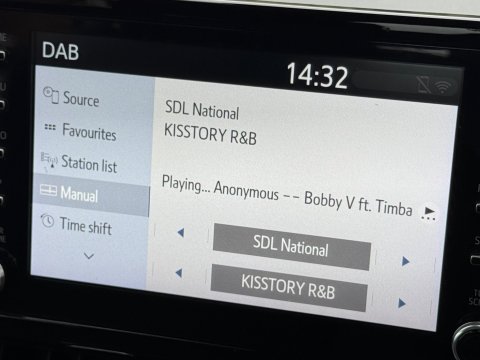 DAB
14:32
Source
Favourites
Station list
Manual
Time shift
SDL National
KISSTORY R&B
Playing... Anonymous -- Bobby V ft. Timba
SDL National
KISSTORY R&B